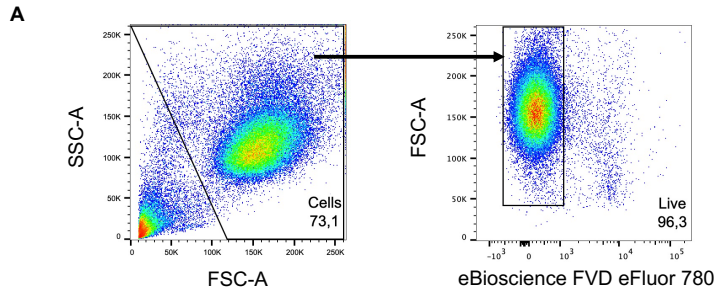 A
250K
200K
150K
100K
50K
0
SSC-A
Cells
73,1
0 50K 100K 150K 200K 250K
FSC-A
250K
200K
150K
100K
50K
0
FSC-A
Live
96,3
-10³ 0 10³ 10⁴ 10⁵
eBioscience FVD eFluor 780